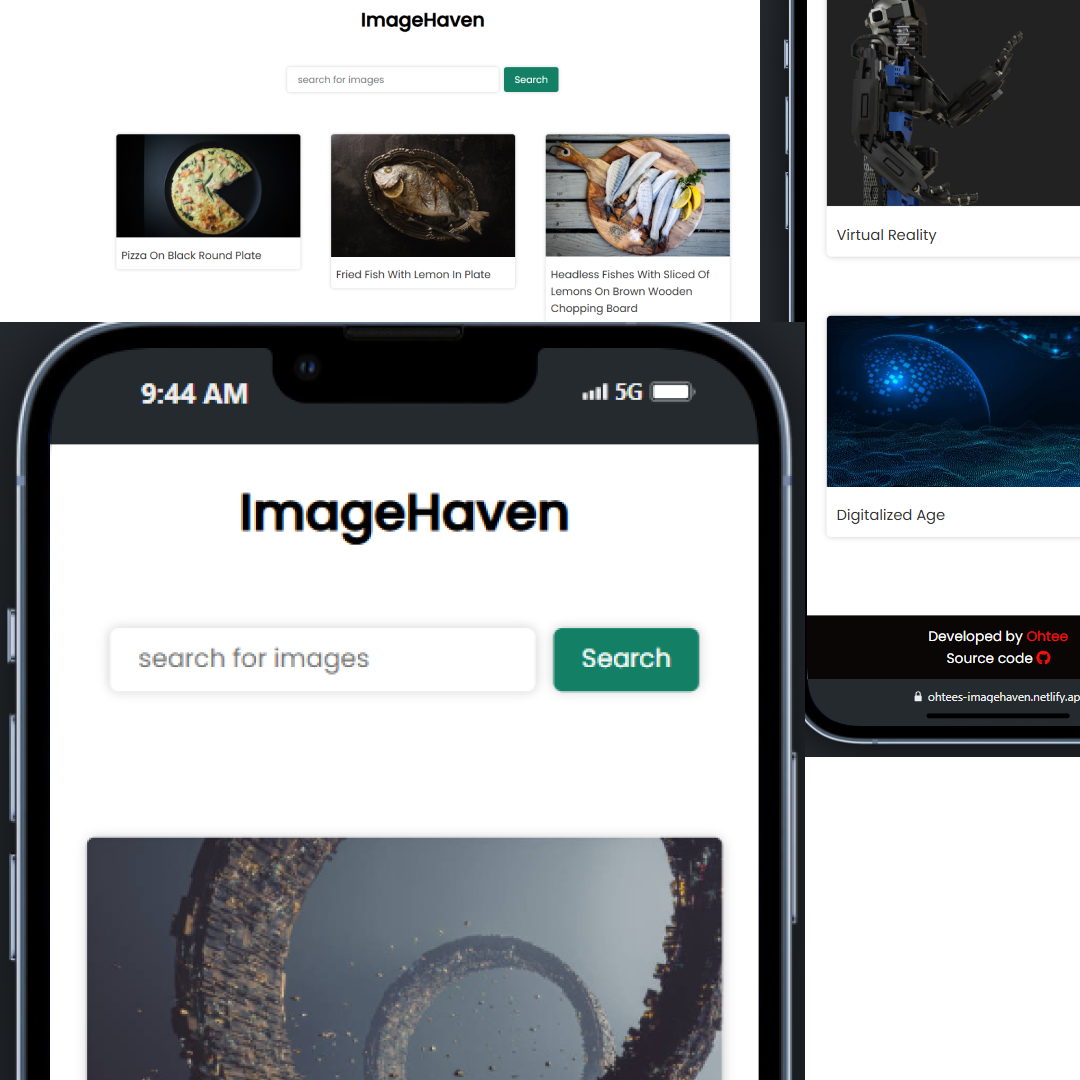 ImageHaven
search for images
Search
Pizza On Black Round Plate
Fried Fish With Lemon In Plate
Headless Fishes With Sliced Of
Lemons On Brown Wooden
Chopping Board
9:44 AM
5G
ImageHaven
search for images
Search
Virtual Reality
Digitalized Age
Developed by Ohtee
Source code
ohtees-imagehaven.netlify.ap